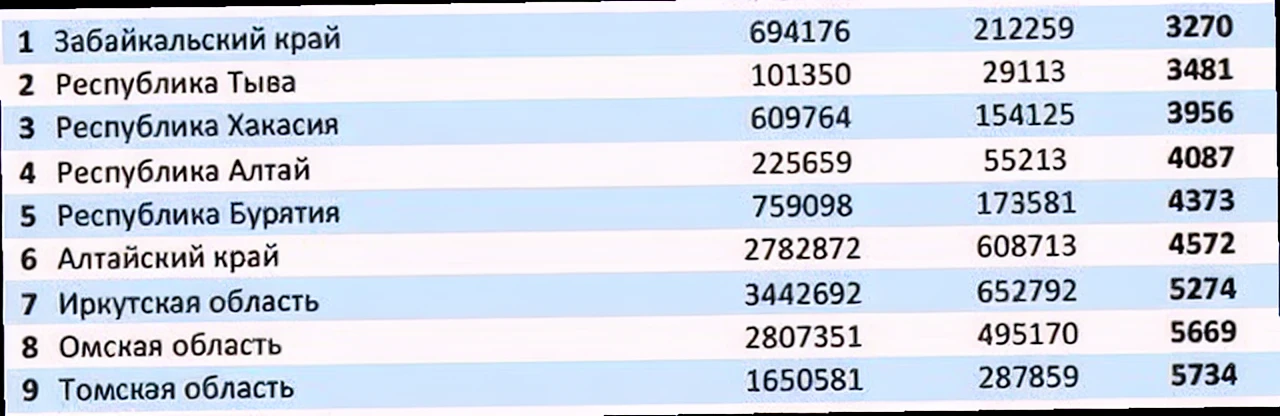 1 Забайкальский край 694176 212259 3270
2 Республика Тыва 101350 29113 3481
3 Республика Хакасия 609764 154125 3956
4 Республика Алтай 225659 55213 4087
5 Республика Бурятия 759098 173581 4373
6 Алтайский край 2782872 608713 4572
7 Иркутская область 3442692 652792 5274
8 Омская область 2807351 495170 5669
9 Томская область 1650581 287859 5734